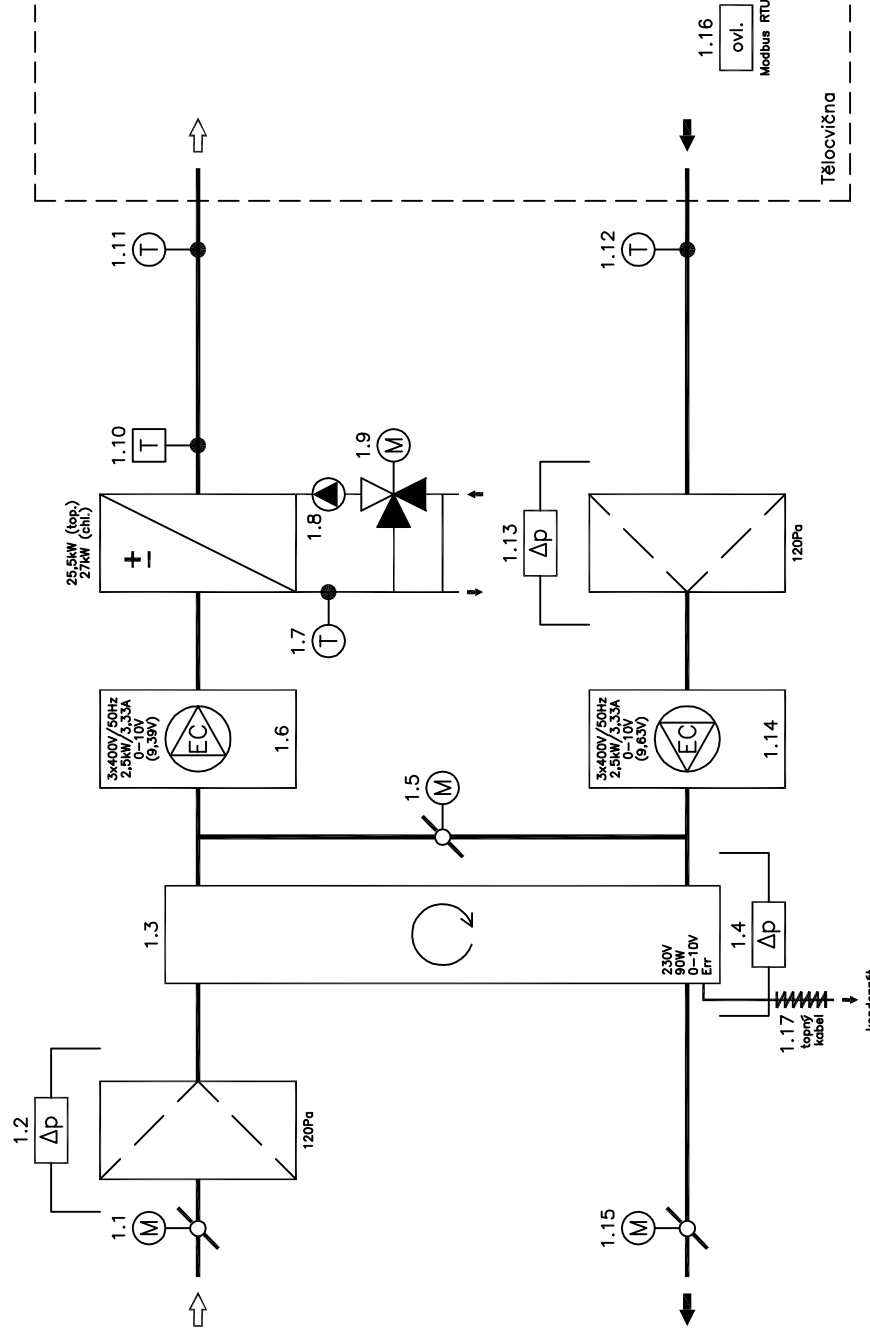 1.1
M
1.2
Δp
120Pa
1.3
230V
90W
0-10V
Err
1.4
Δp
1.5
M
3x400V/50Hz
2,5kW/3,33A
0-10V
(9,39V)
EC
1.6
25,5kW (top.)
27kW (chl.)
+
−
1.7
T
1.8
1.9
M
1.10
T
1.11
T
1.12
T
1.13
Δp
120Pa
3x400V/50Hz
2,5kW/3,33A
0-10V
(9,63V)
EC
1.14
1.15
M
1.16
ovl.
Modbus RTU
1.17
topný
kabel
Tělocvična